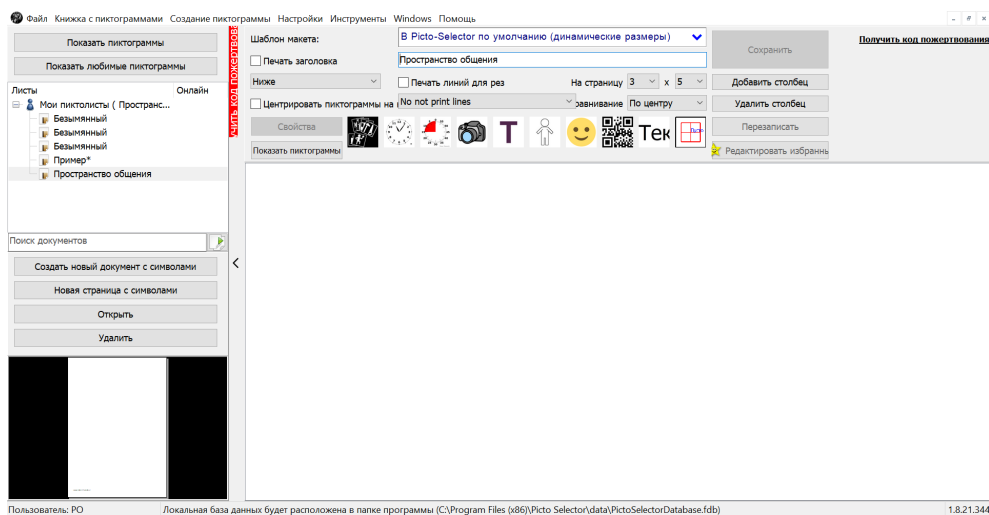 Файл Книжка с пиктограммами Создание пиктограммы Настройки Инструменты Windows Помощь
Показать пиктограммы
Показать любимые пиктограммы
Листы Онлайн
Мои пиктолисты ( Пространс...
Безымянный
Безымянный
Безымянный
Пример*
Пространство общения
Поиск документов
Создать новый документ с символами
Новая страница с символами
Открыть
Удалить
УЧИТЬ КОД ПОЖЕРТВОВА
Шаблон макета: В Picto-Selector по умолчанию (динамические размеры)
Сохранить
Получить код пожертвования
Печать заголовка Пространство общения
Ниже Печать линий для рез На страницу 3 x 5 Добавить столбец
Центрировать пиктограммы на No not print lines равнивание По центру Удалить столбец
Свойства T Тек Перезаписать
Показать пиктограммы Редактировать избраннь
Пользователь: PO Локальная база данных будет расположена в папке программы (C:\Program Files (x86)\Picto Selector\data\PictoSelectorDatabase.fdb) 1.8.21.344